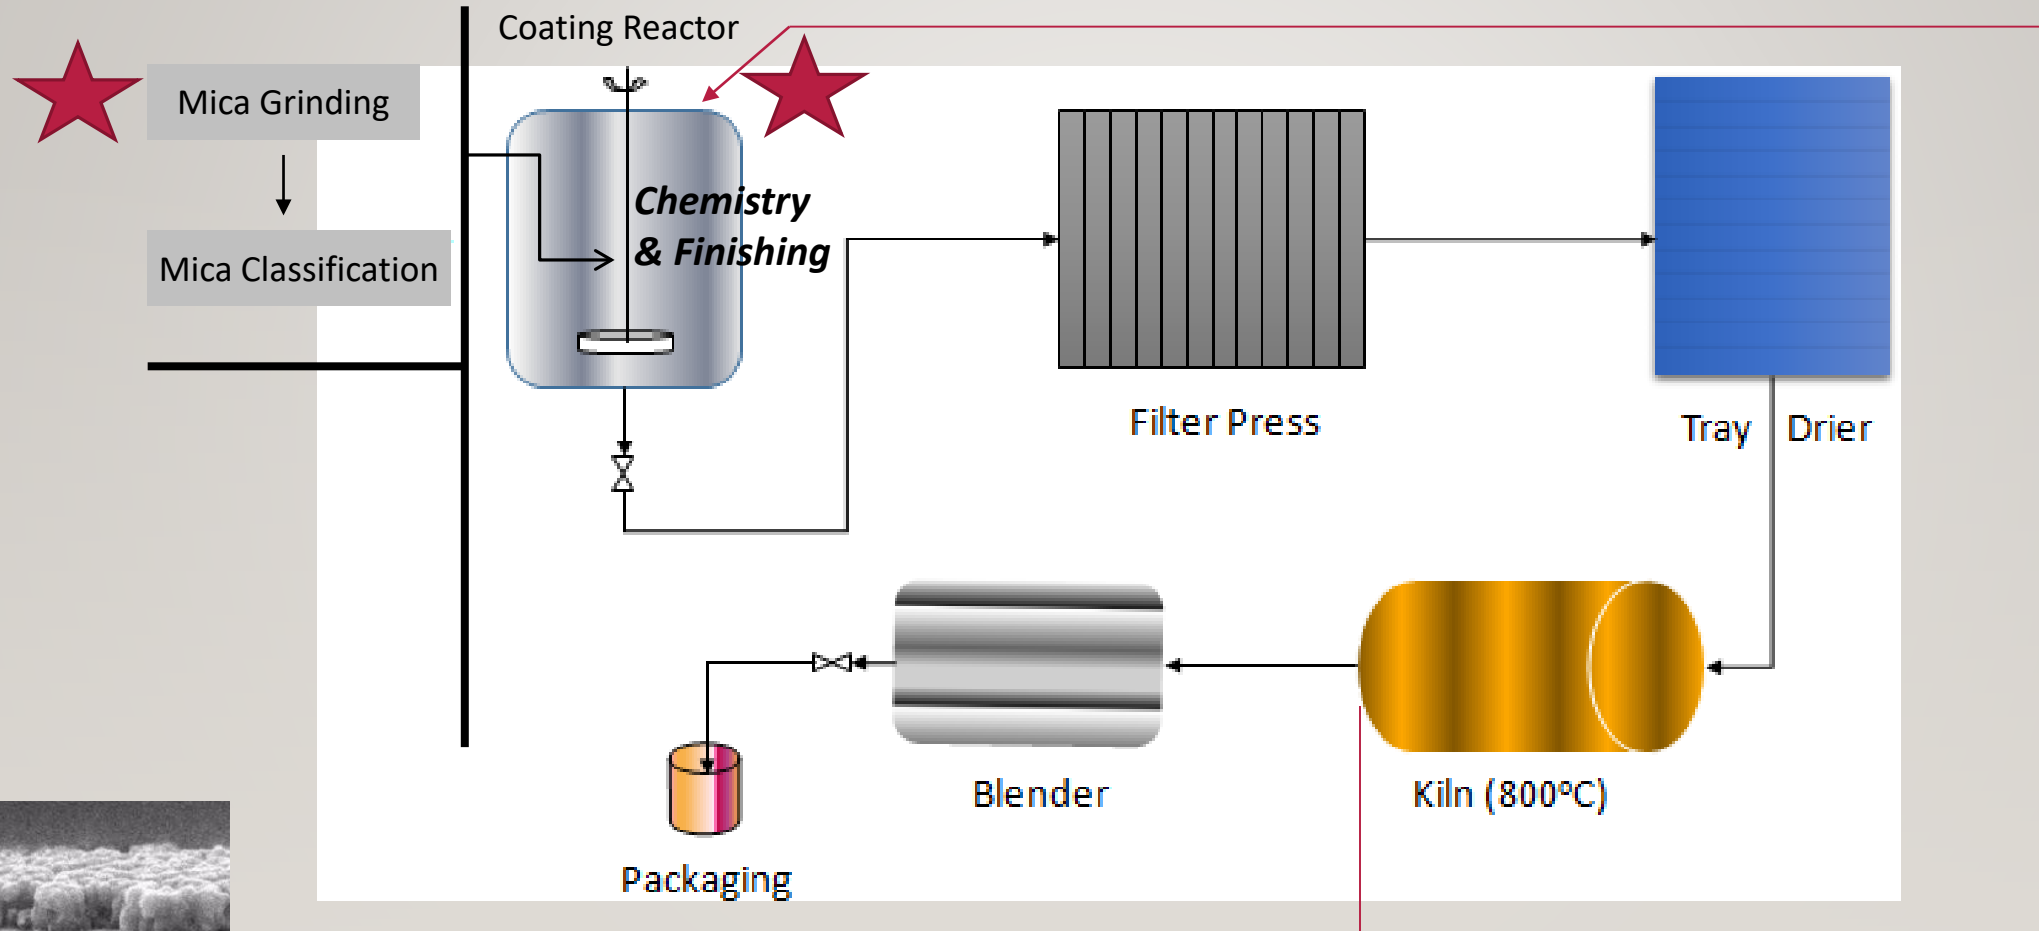 Coating Reactor
Mica Grinding
Chemistry
& Finishing
Mica Classification
Filter Press
Tray Drier
Blender
Kiln (800ºC)
Packaging